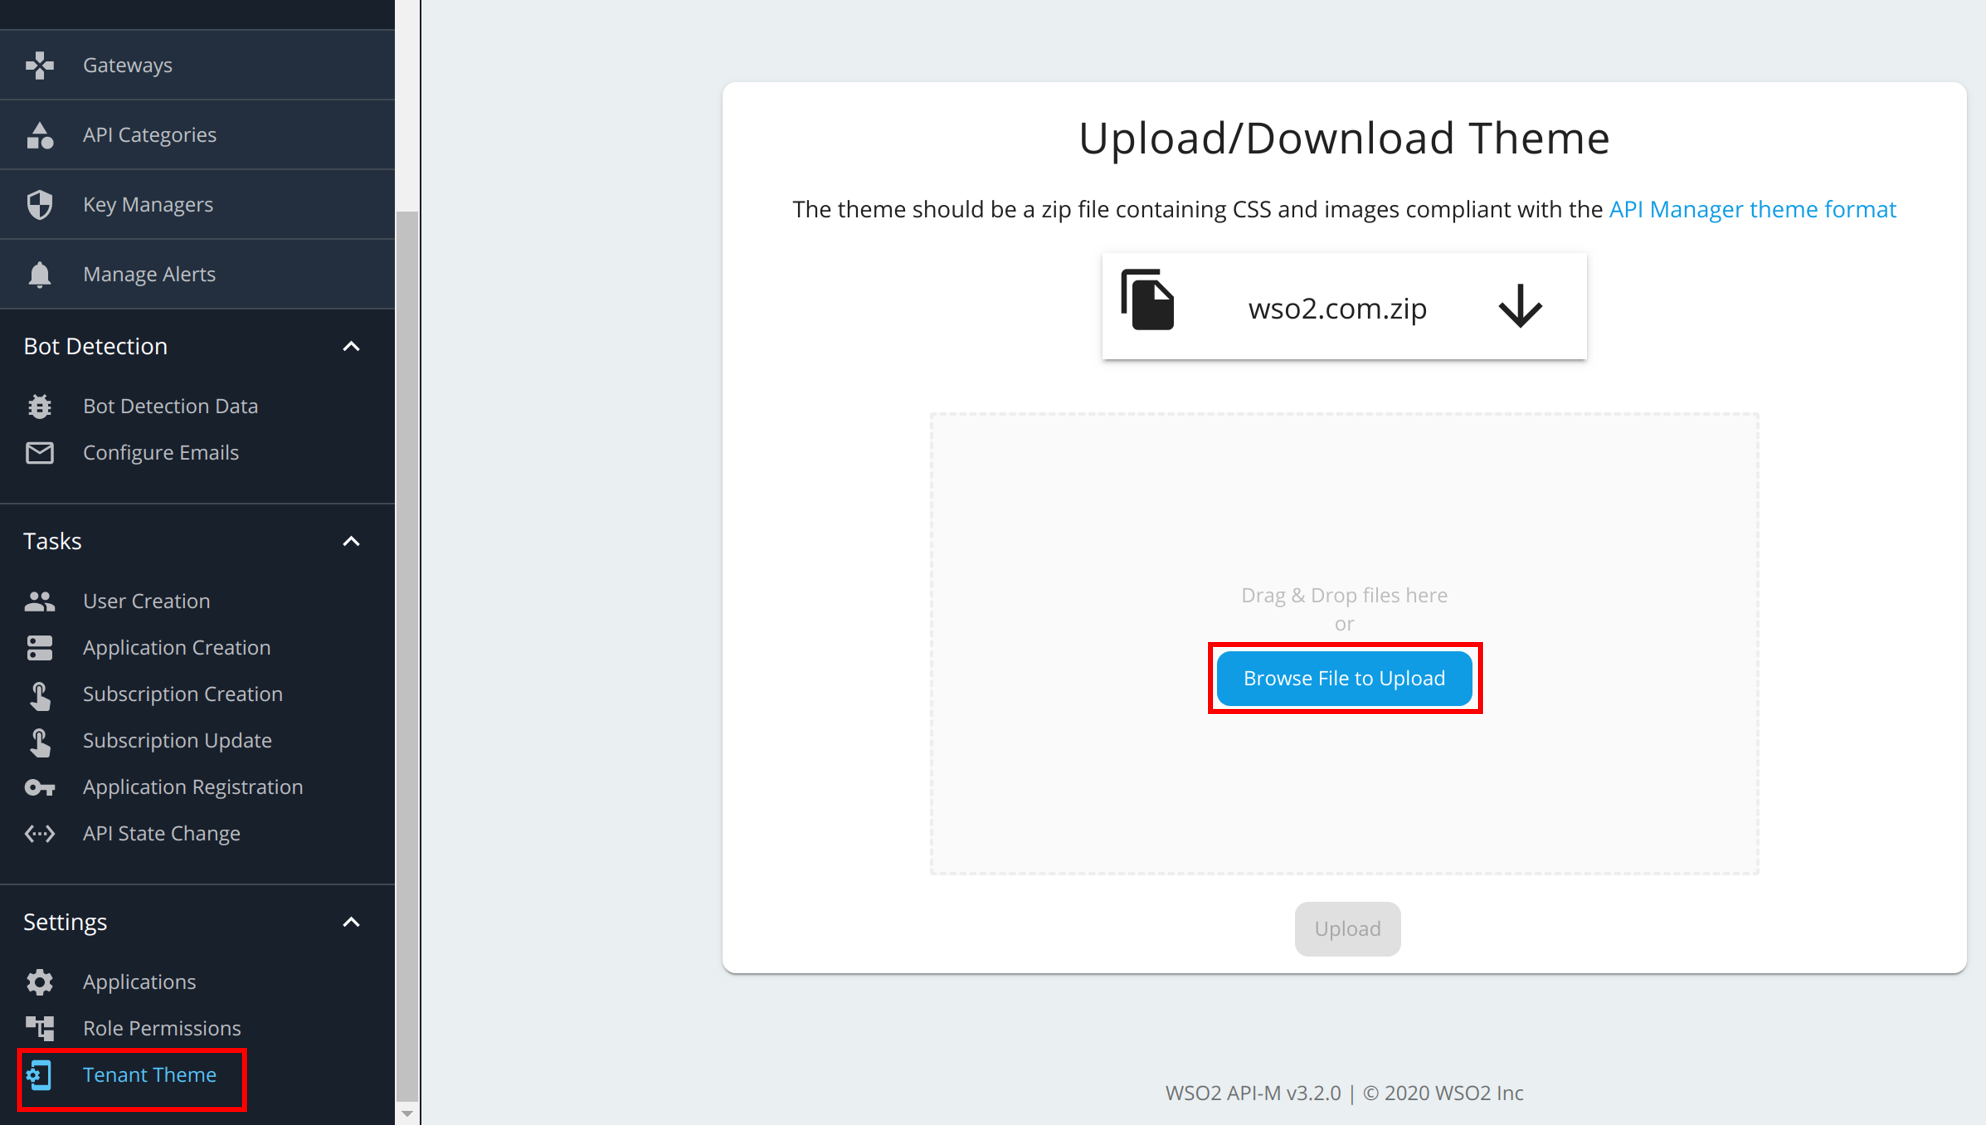 Gateways
API Categories
Key Managers
Manage Alerts
Bot Detection
Bot Detection Data
Configure Emails
Tasks
User Creation
Application Creation
Subscription Creation
Subscription Update
Application Registration
API State Change
Settings
Applications
Role Permissions
Tenant Theme
Upload/Download Theme
The theme should be a zip file containing CSS and images compliant with the API Manager theme format
wso2.com.zip
Drag & Drop files here
or
Browse File to Upload
Upload
WSO2 API-M v3.2.0 | © 2020 WSO2 Inc